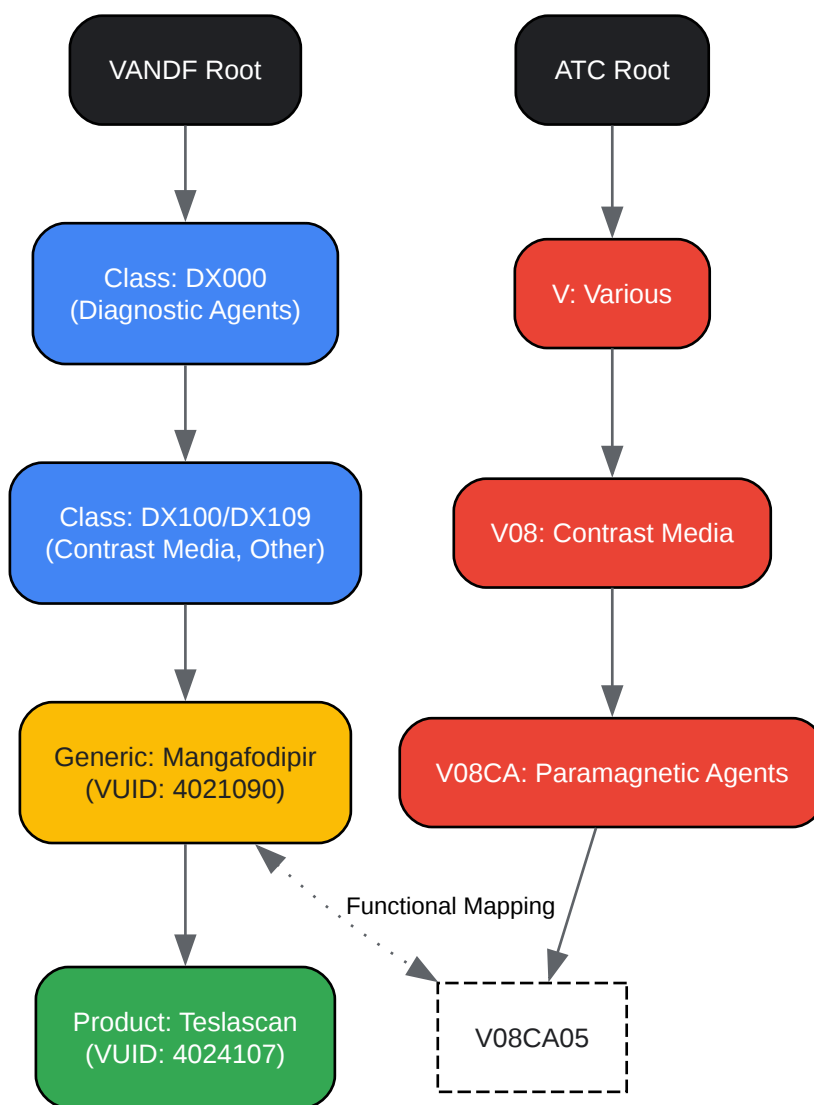 VANDF Root
ATC Root
Class: DX000
(Diagnostic Agents)
V: Various
Class: DX100/DX109
(Contrast Media, Other)
V08: Contrast Media
Generic: Mangafodipir
(VUID: 4021090)
V08CA: Paramagnetic Agents
Functional Mapping
Product: Teslascan
(VUID: 4024107)
V08CA05